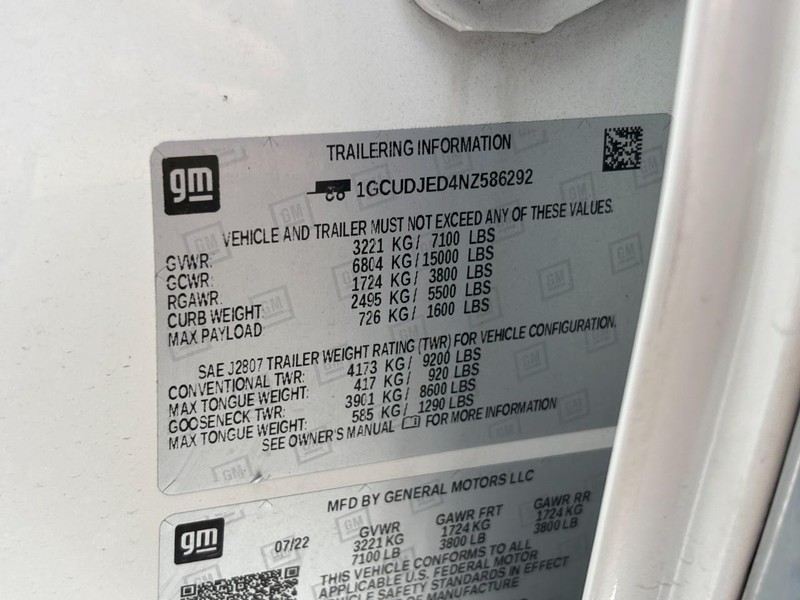 TRAILERING INFORMATION
gm
1GCUDJED4NZ586292
VEHICLE AND TRAILER MUST NOT EXCEED ANY OF THESE VALUES.
GVWR: 3221 KG / 7100 LBS
GCWR: 6804 KG / 15000 LBS
RGAWR: 1724 KG / 3800 LBS
CURB WEIGHT: 2495 KG / 5500 LBS
MAX PAYLOAD 726 KG / 1600 LBS
SAE J2807 TRAILER WEIGHT RATING (TWR) FOR VEHICLE CONFIGURATION.
CONVENTIONAL TWR: 4173 KG / 9200 LBS
MAX TONGUE WEIGHT: 417 KG / 920 LBS
GOOSENECK TWR: 3901 KG / 8600 LBS
MAX TONGUE WEIGHT: 585 KG / 1290 LBS
SEE OWNER'S MANUAL FOR MORE INFORMATION
MFD BY GENERAL MOTORS LLC
gm
07/22
GVWR GAWR FRT GAWR RR
3221 KG 1724 KG 1724 KG
7100 LB 3800 LB 3800 LB
THIS VEHICLE CONFORMS TO ALL
APPLICABLE U.S. FEDERAL MOTOR
VEHICLE SAFETY STANDARDS IN EFFECT